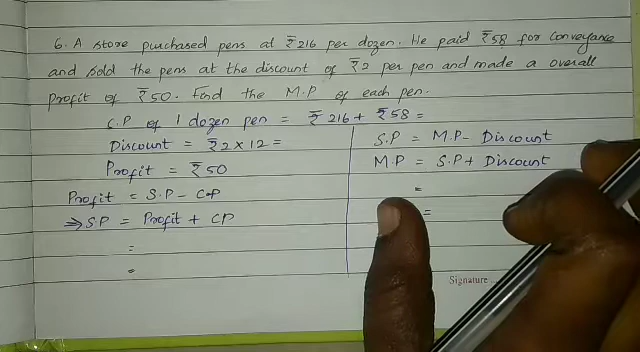 6. A store purchased pens at ₹216 per dozen. He paid ₹58 for conveyance
and sold the pens at the discount of ₹2 per pen and made a overall
Profit of ₹50. Find the M.P of each pen.
C.P of 1 dozen pen = ₹216 + ₹58 =
Discount = ₹2 x 12 =
Profit = ₹50
Profit = S.P - C.P
⇒ S.P = Profit + CP
=
=
S.P = M.P - Discount
M.P = S.P + Discount
=
=
Signature